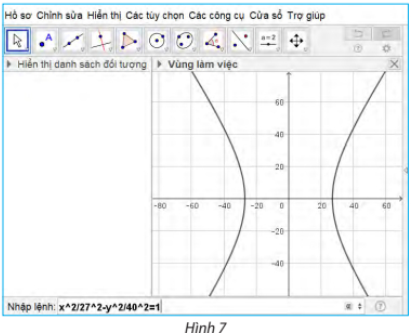 Hồ sơ Chỉnh sửa Hiển thị Các tùy chọn Các công cụ Cửa sổ Trợ giúp
A
a=2
Hiển thị danh sách đối tượng
Vùng làm việc
60
40
20
-80 -60 -40 -20 0 20 40 60
-20
-40
Nhập lệnh: x^2/27^2-y^2/40^2=1
Hình 7